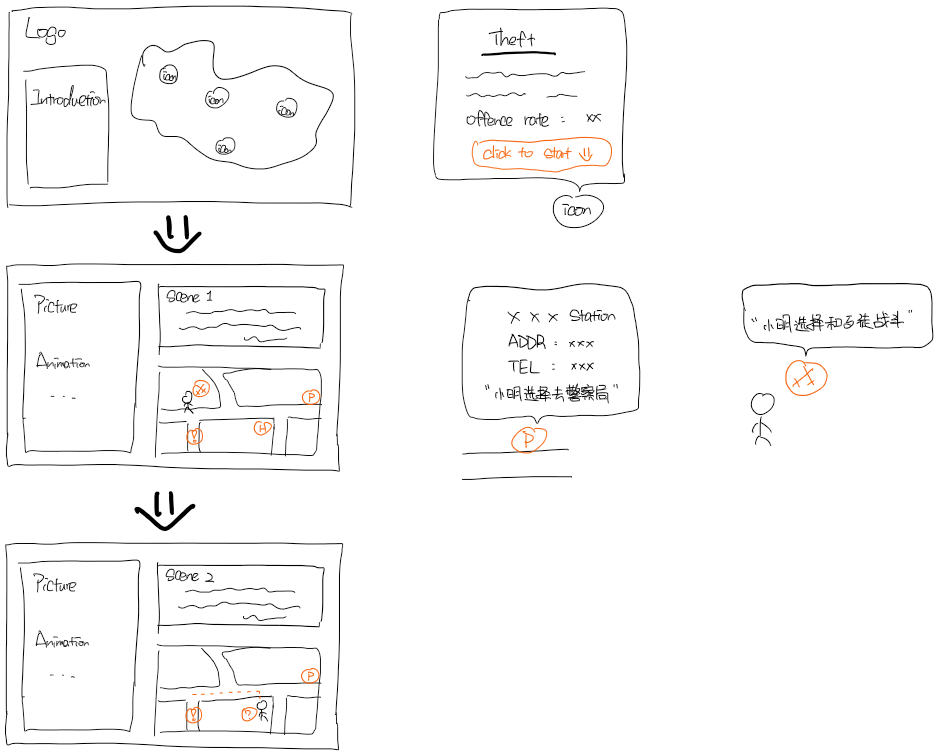 Logo
Introduction
icon
icon
icon
icon
Theft
offence rate : xx
click to start
icon
Picture
Animation
...
Scene 1
xx
P
!
H
X X X Station
ADDR : xxx
TEL : xxx
"小明选择去警察局"
P
"小明选择和歹徒战斗"
XX
Picture
Animation
...
Scene 2
P
!
?